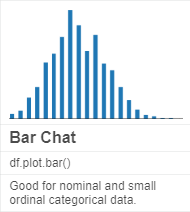 Bar Chat
df.plot.bar()
Good for nominal and small
ordinal categorical data.